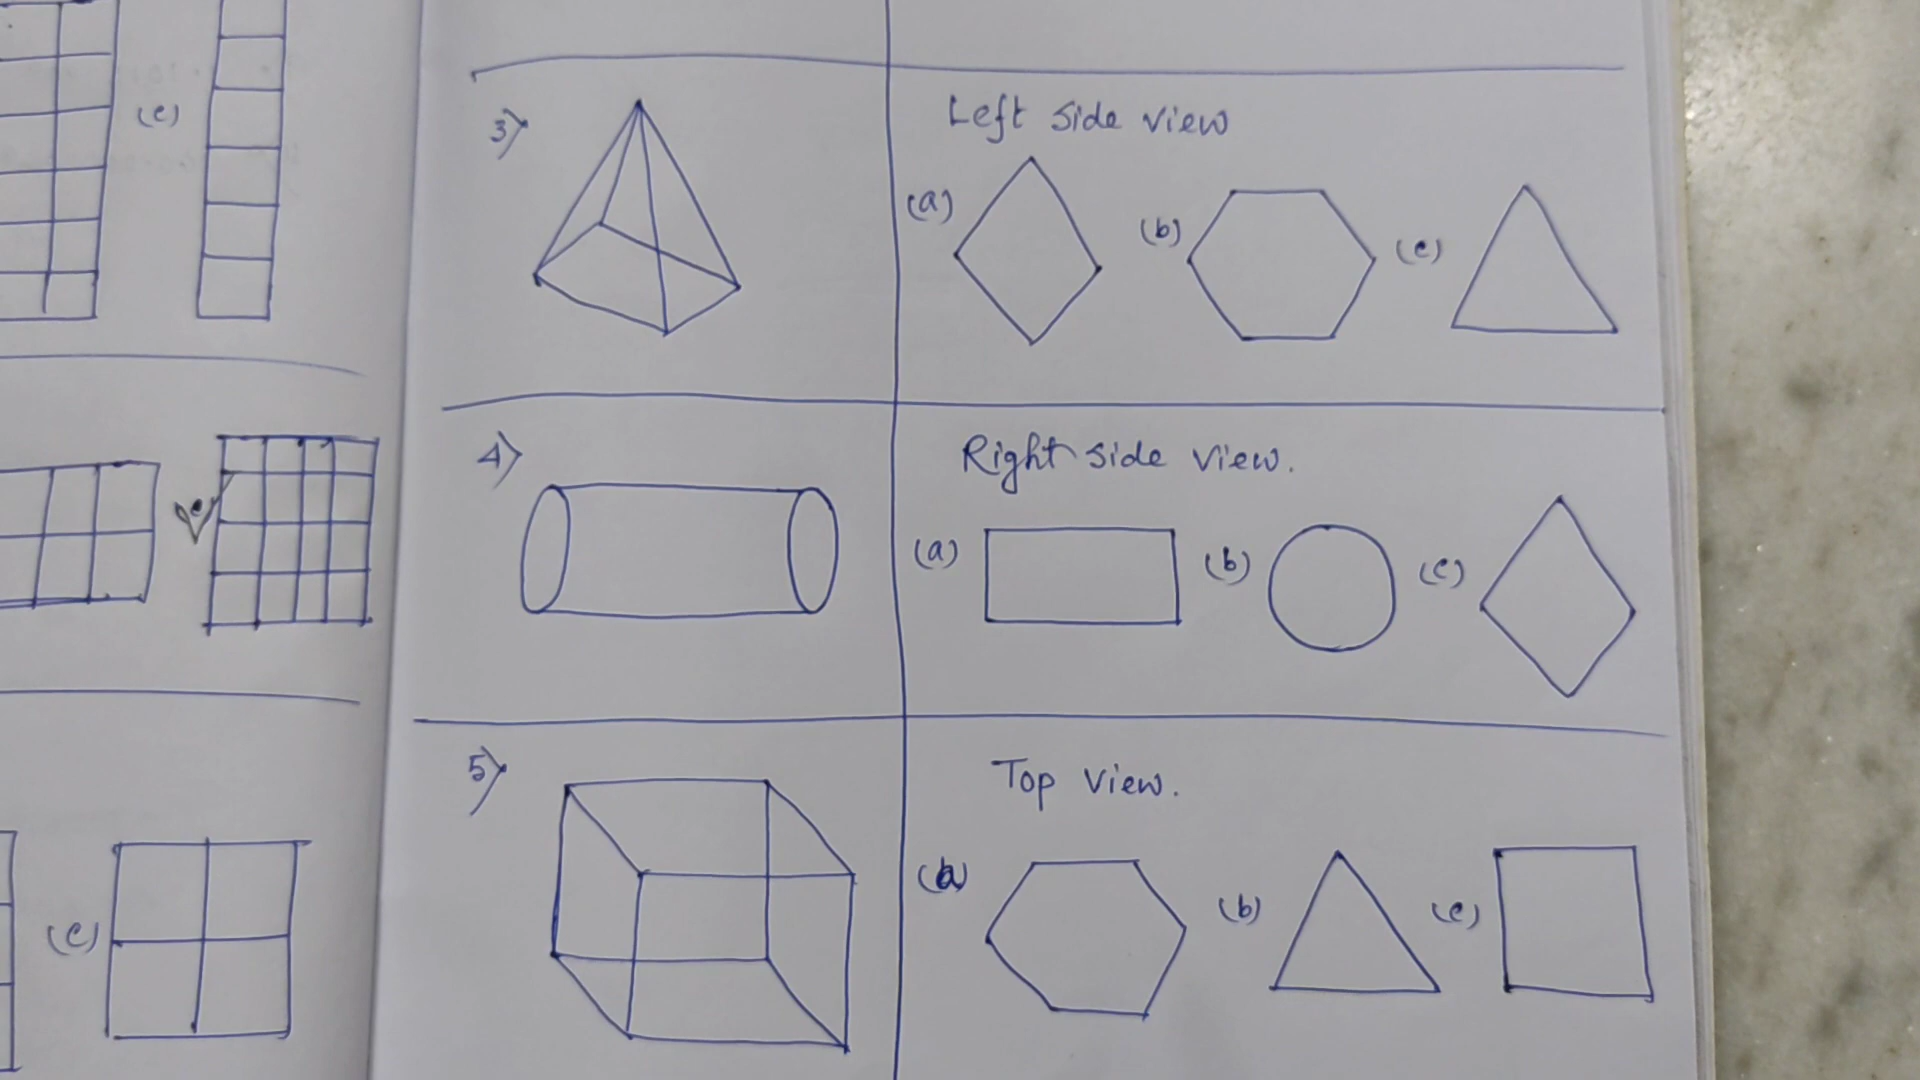 (c)
3)
Left side view
(a)
(b)
(c)
4)
Right side view.
(a)
(b)
(c)
5)
Top view.
(a)
(b)
(c)
(c)
(c)